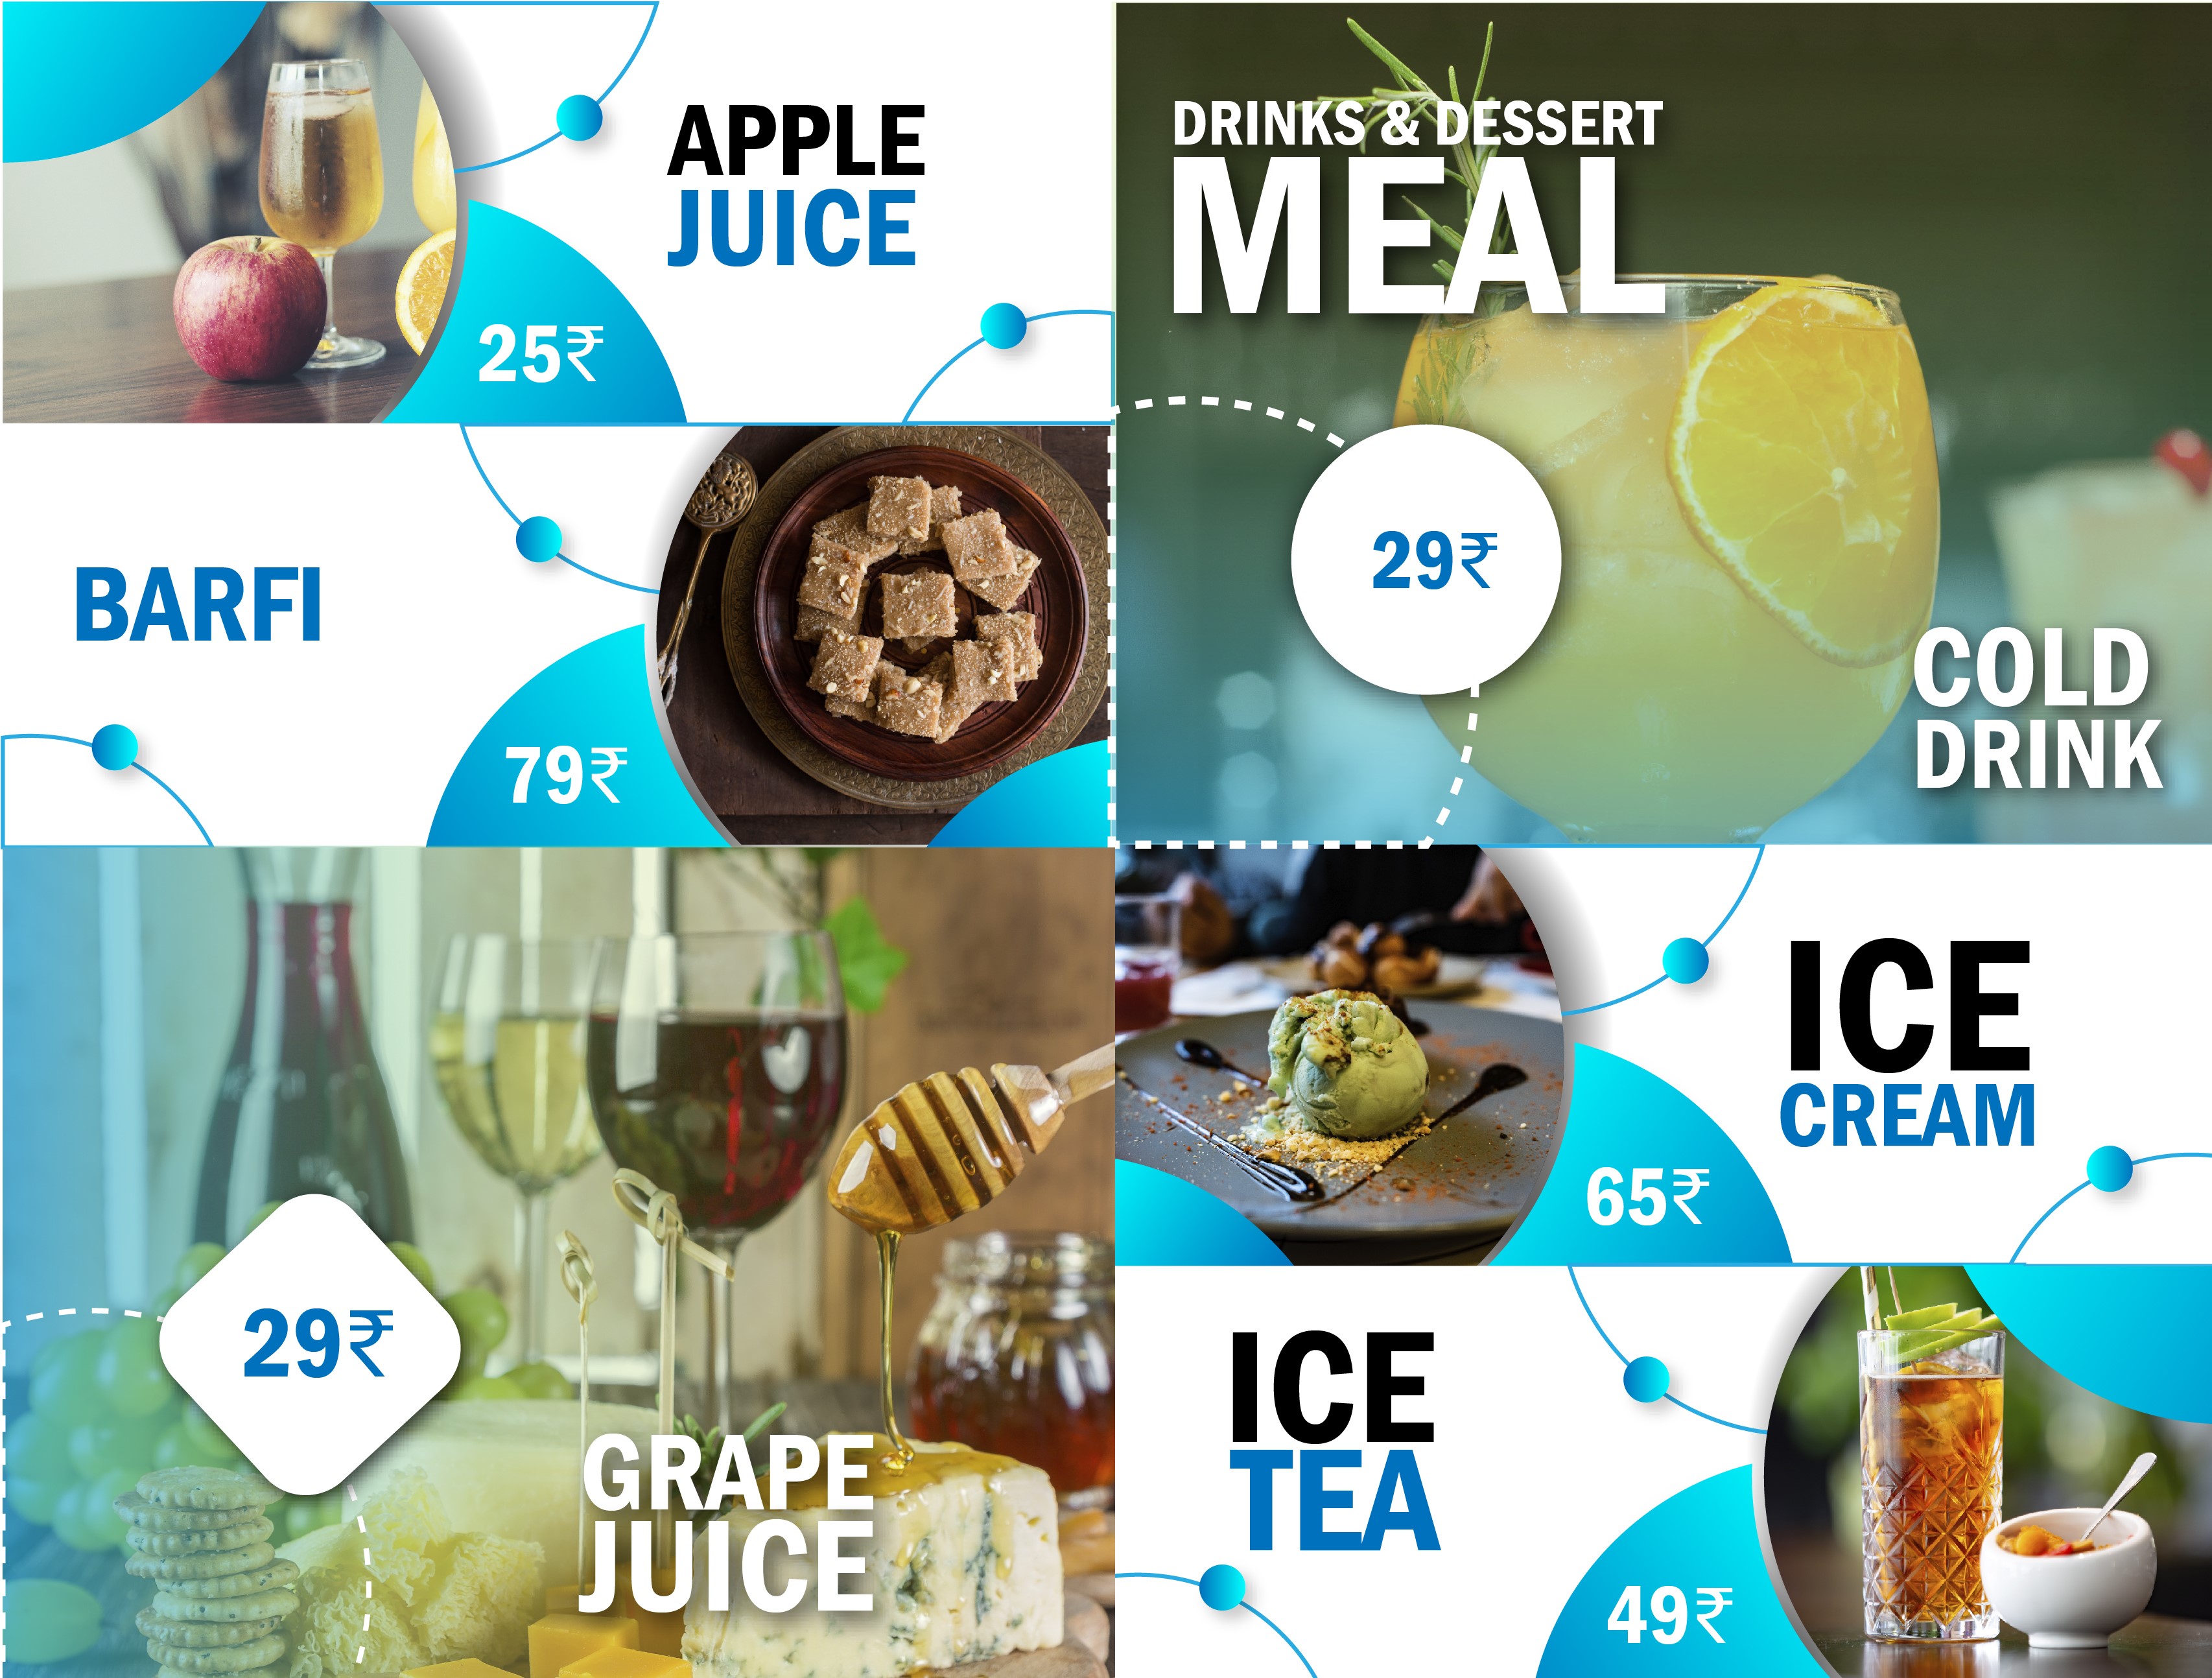 APPLE
JUICE
25₹
DRINKS & DESSERT
MEAL
29₹
COLD
DRINK
BARFI
79₹
29₹
GRAPE
JUICE
ICE
CREAM
65₹
ICE
TEA
49₹